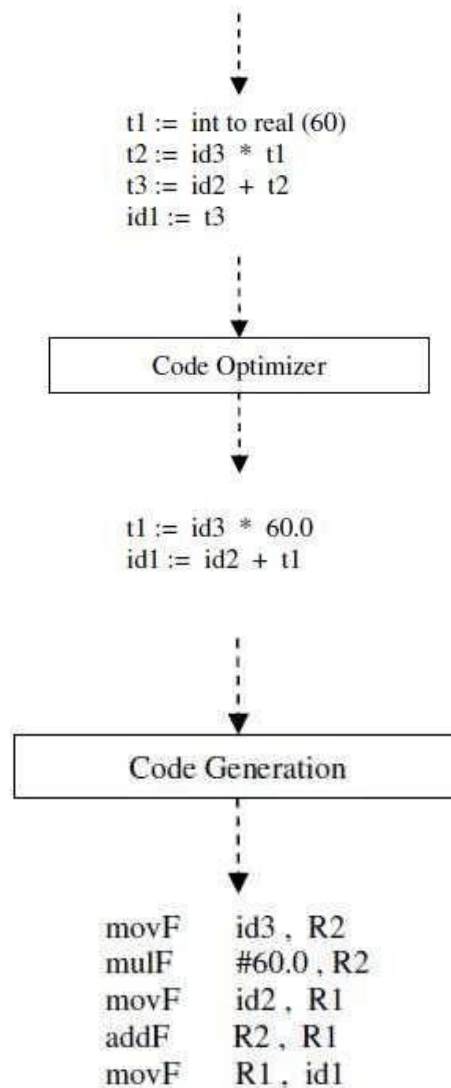 t1 := int to real (60)
t2 := id3 * t1
t3 := id2 + t2
id1 := t3
Code Optimizer
t1 := id3 * 60.0
id1 := id2 + t1
Code Generation
movF id3 , R2
mulF #60.0 , R2
movF id2 , R1
addF R2 , R1
movF R1 , id1